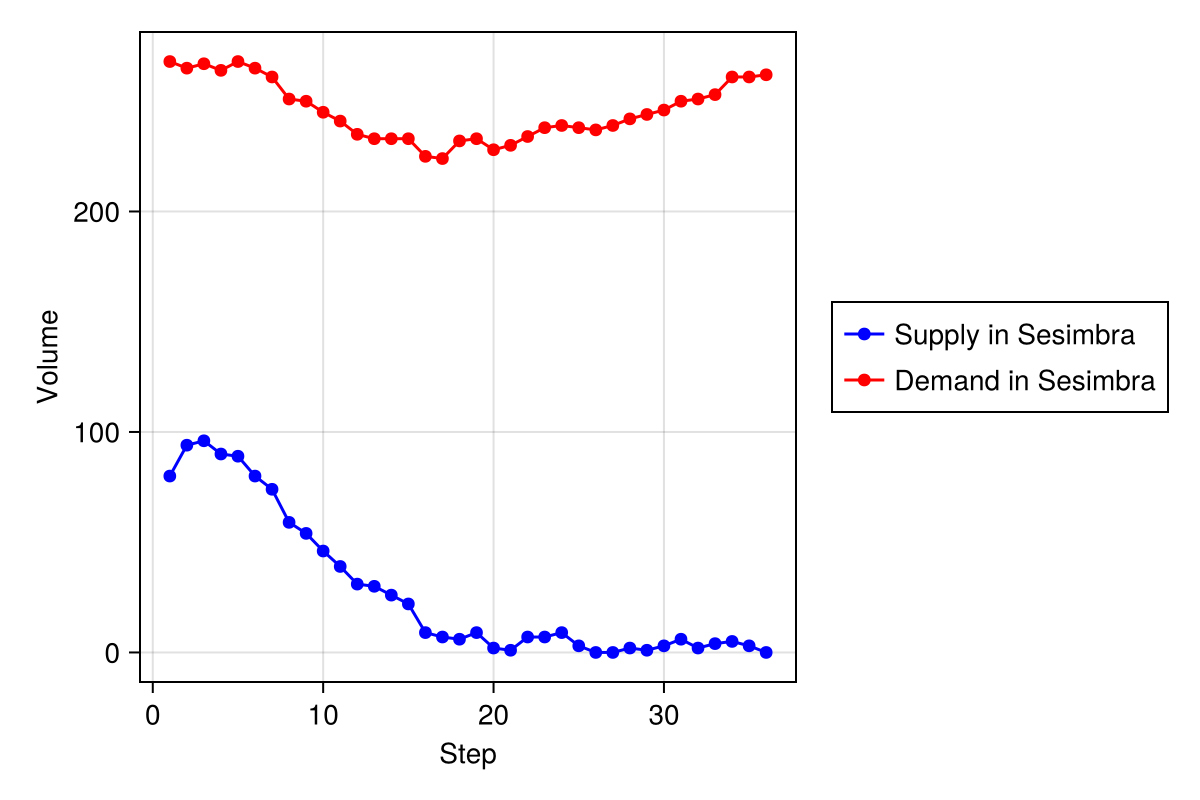 200
100
0
Volume
0 10 20 30
Step
Supply in Sesimbra
Demand in Sesimbra